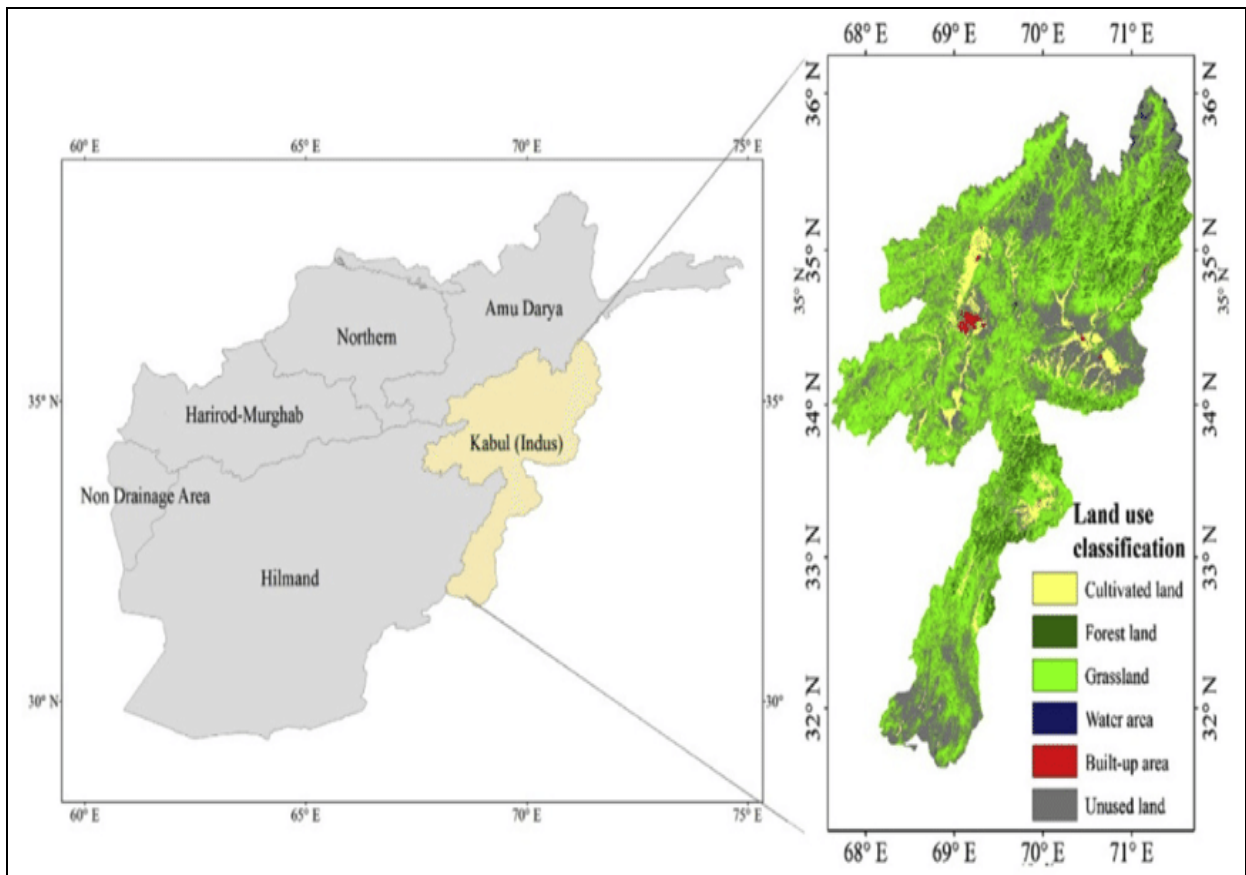 60° E
65° E
70° E
75° E
Amu Darya
Northern
35° N
35°
Harirod-Murghab
Kabul (Indus)
Non Drainage Area
Hilmand
30° N
30°
60° E
65° E
70° E
75° E
68° E
69° E
70° E
71° E
36° N
36° N
35° N
35° N
35° N
35° N
34° N
34° N
33° N
33° N
32° N
32° N
Land use
classification
Cultivated land
Forest land
Grassland
Water area
Built-up area
Unused land
68° E
69° E
70° E
71° E